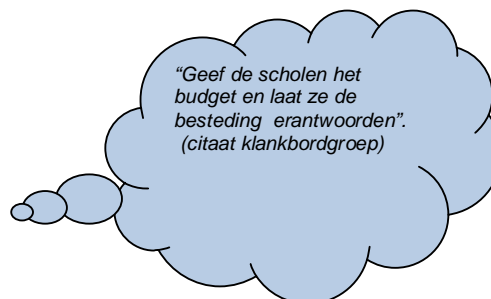 “Geef de scholen het
budget en laat ze de
besteding erantwoorden”.
(citaat klankbordgroep)